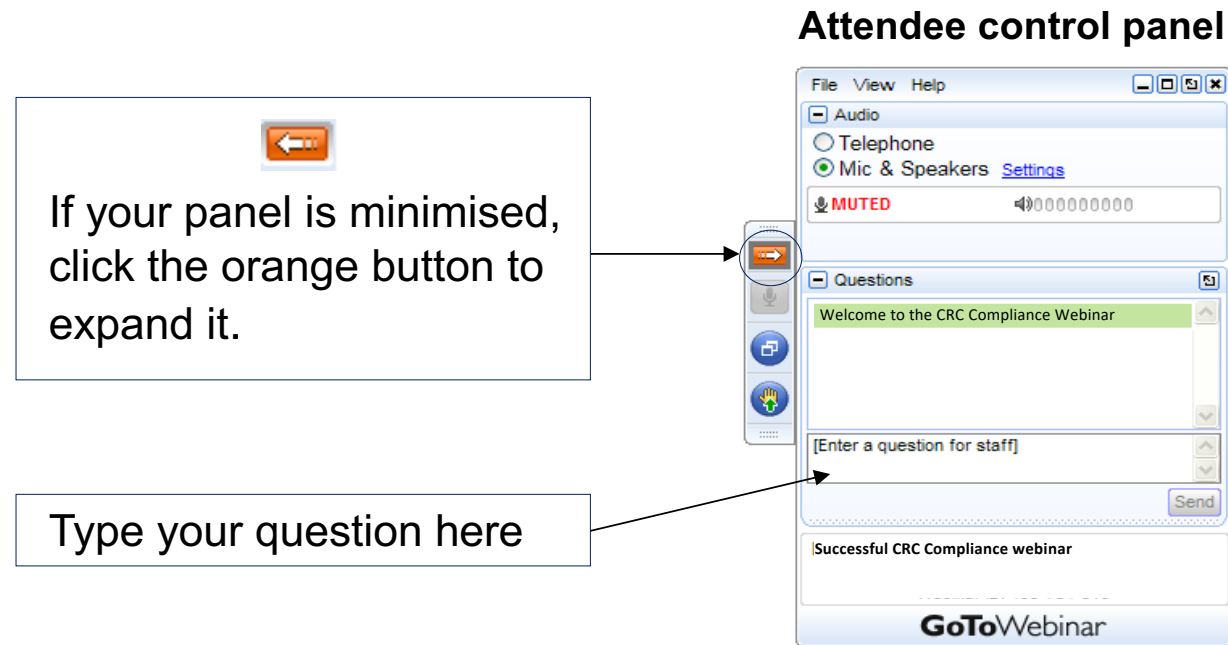 Attendee control panel
If your panel is minimised,
click the orange button to
expand it.
Type your question here
File View Help
Audio
Telephone
Mic & Speakers Settings
MUTED
Questions
Welcome to the CRC Compliance Webinar
[Enter a question for staff]
Send
Successful CRC Compliance webinar
GoToWebinar